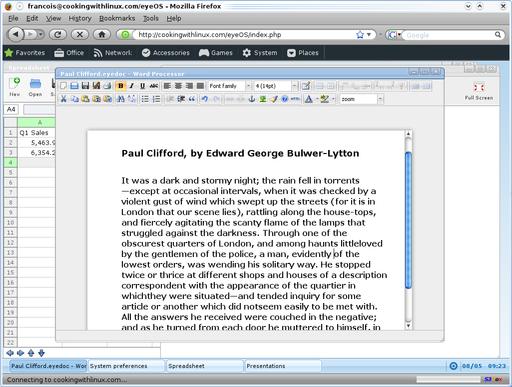 francois@cookingwithlinux.com/eyeOS - Mozilla Firefox
File Edit View History Bookmarks Tools Help
http://cookingwithlinux.com/eyeOS/index.php
Google
Favorites Office Network: Accessories Games System Places
Spreadsheet
New Open
Full Screen
Paul Clifford.eyedoc - Word Processor
B I U ABC Font family 4 (14pt)
zoom
A4
A
1 Q1 Sales
2 5,463.9
3 6,354.2
4
5
6
7
8
9
10
11
12
13
14
15
16
17
18
19
20
21
22
Paul Clifford, by Edward George Bulwer-Lytton
It was a dark and stormy night; the rain fell in torrents
—except at occasional intervals, when it was checked by a
violent gust of wind which swept up the streets (for it is in
London that our scene lies), rattling along the house-tops,
and fiercely agitating the scanty flame of the lamps that
struggled against the darkness. Through one of the
obscurest quarters of London, and among haunts littleloved
by the gentlemen of the police, a man, evidently of the
lowest orders, was wending his solitary way. He stopped
twice or thrice at different shops and houses of a description
correspondent with the appearance of the quartier in
whichthey were situated—and tended inquiry for some
article or another which did notseem easily to be met with.
All the answers he received were couched in the negative;
and as he turned from each door he muttered to himself, in
Paul Clifford.eyedoc - Wor System preferences Spreadsheet Presentations 08/05 09:23
Connecting to cookingwithlinux.com...